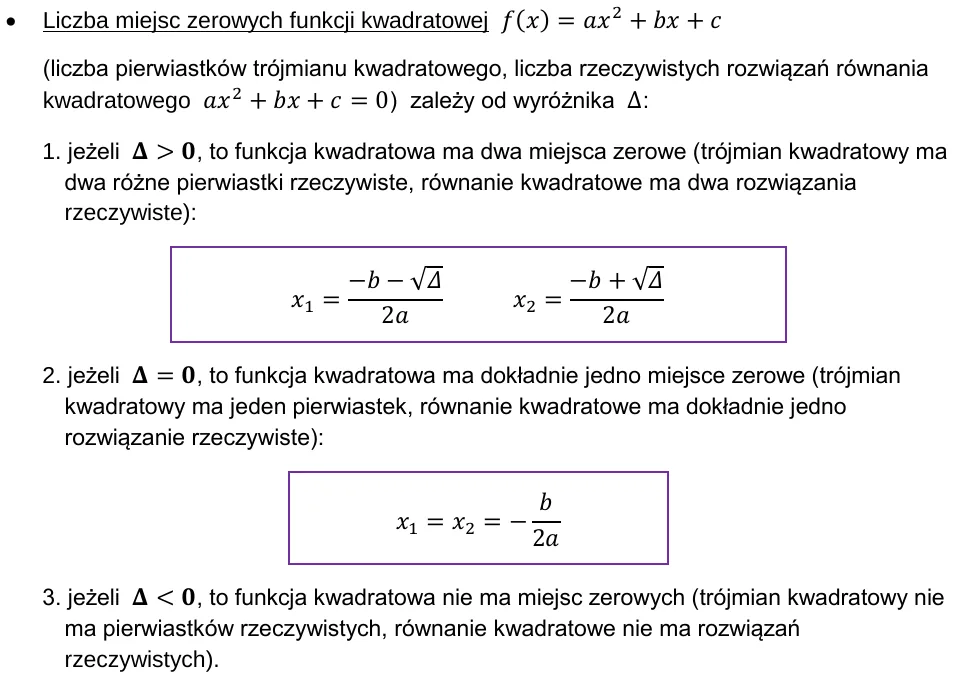 • Liczba miejsc zerowych funkcji kwadratowej f(x) = ax² + bx + c
(liczba pierwiastków trójmianu kwadratowego, liczba rzeczywistych rozwiązań równania
kwadratowego ax² + bx + c = 0) zależy od wyróżnika Δ:
1. jeżeli Δ > 0, to funkcja kwadratowa ma dwa miejsca zerowe (trójmian kwadratowy ma
dwa różne pierwiastki rzeczywiste, równanie kwadratowe ma dwa rozwiązania
rzeczywiste):
x₁ = (−b − √Δ)/(2a) x₂ = (−b + √Δ)/(2a)
2. jeżeli Δ = 0, to funkcja kwadratowa ma dokładnie jedno miejsce zerowe (trójmian
kwadratowy ma jeden pierwiastek, równanie kwadratowe ma dokładnie jedno
rozwiązanie rzeczywiste):
x₁ = x₂ = −b/(2a)
3. jeżeli Δ < 0, to funkcja kwadratowa nie ma miejsc zerowych (trójmian kwadratowy nie
ma pierwiastków rzeczywistych, równanie kwadratowe nie ma rozwiązań
rzeczywistych).